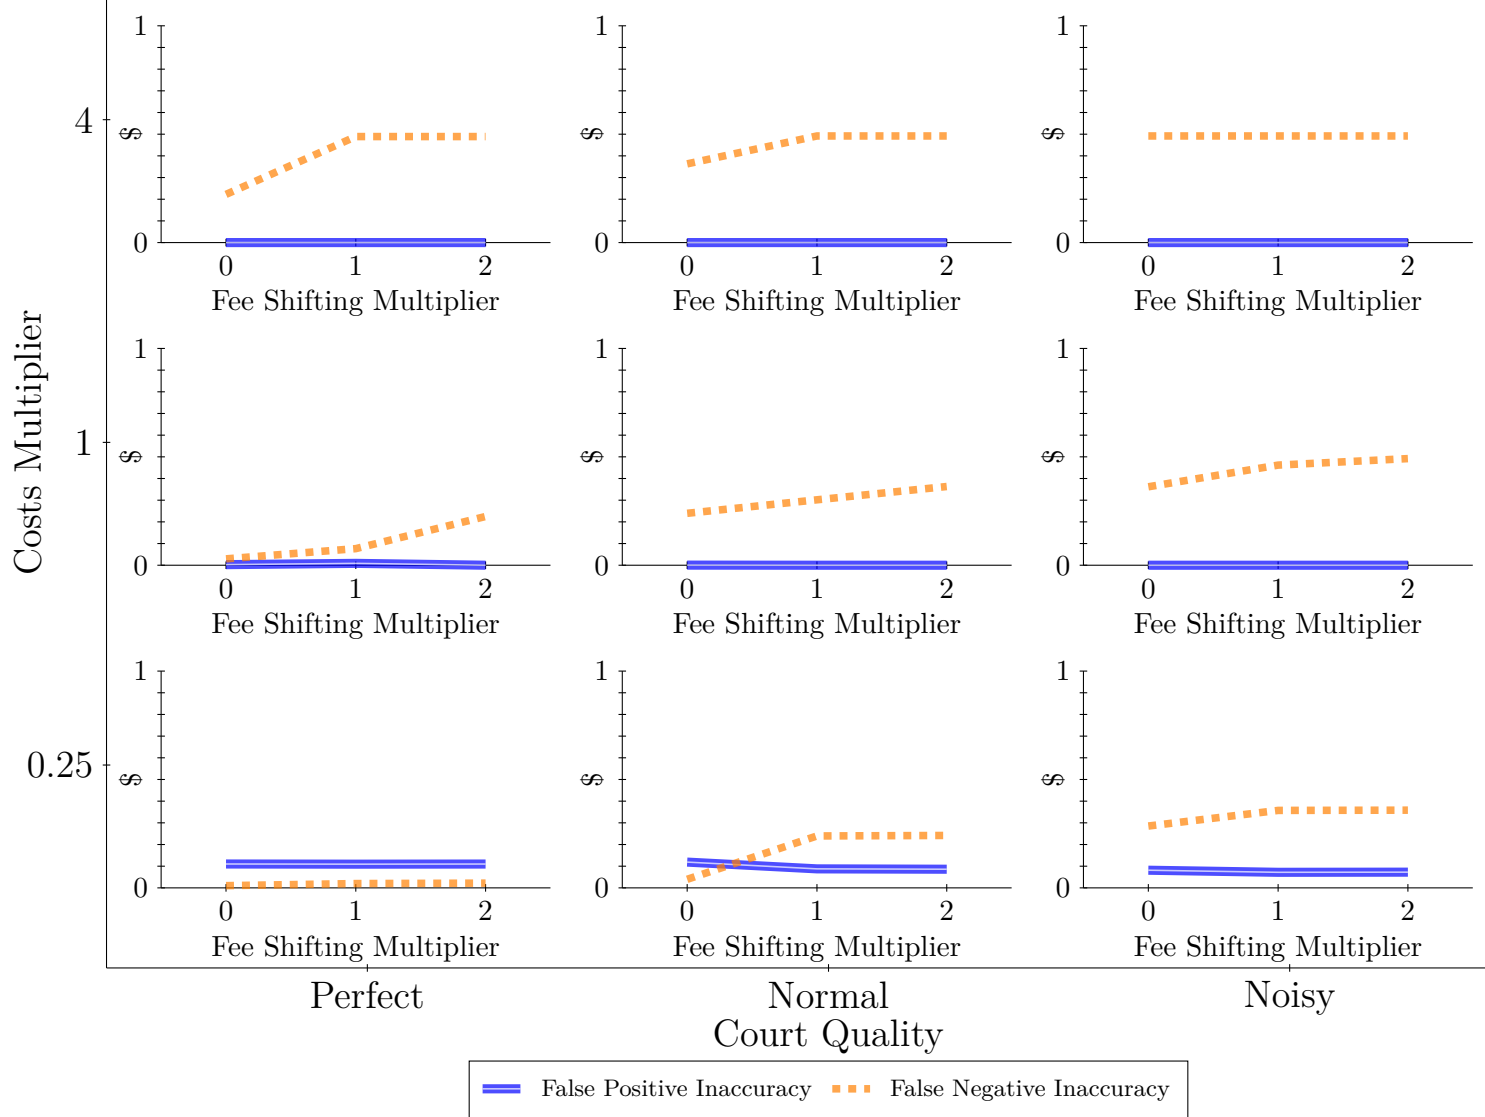 1
1
1
4
$
$
$
0
0
0
0 1 2
0 1 2
0 1 2
Fee Shifting Multiplier
Fee Shifting Multiplier
Fee Shifting Multiplier
Costs Multiplier
1
1
1
1
$
$
$
0
0
0
0 1 2
0 1 2
0 1 2
Fee Shifting Multiplier
Fee Shifting Multiplier
Fee Shifting Multiplier
1
1
1
0.25
$
$
$
0
0
0
0 1 2
0 1 2
0 1 2
Fee Shifting Multiplier
Fee Shifting Multiplier
Fee Shifting Multiplier
Perfect
Normal
Noisy
Court Quality
False Positive Inaccuracy
False Negative Inaccuracy